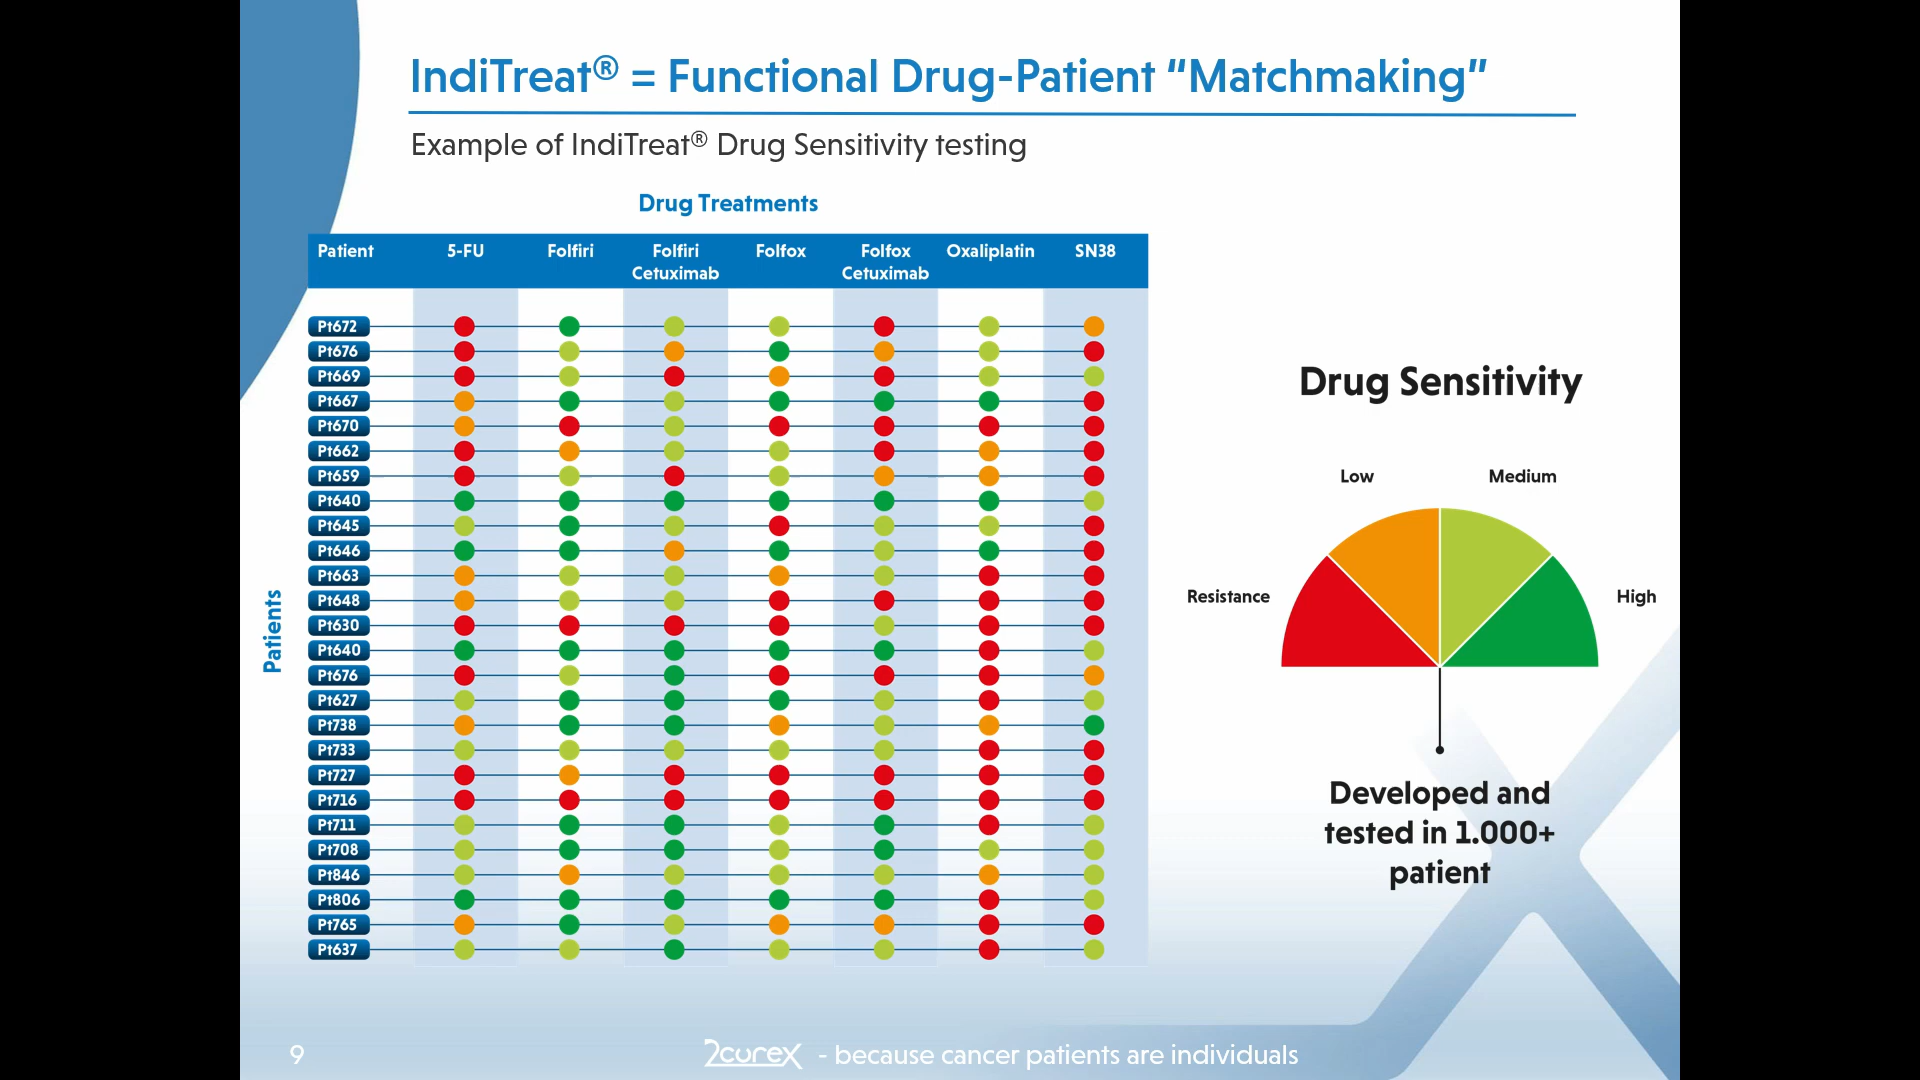 IndiTreat® = Functional Drug-Patient “Matchmaking”
Example of IndiTreat® Drug Sensitivity testing
Drug Treatments
Patient 5-FU Folfiri Folfiri Cetuximab Folfox Folfox Cetuximab Oxaliplatin SN38
Patients
Pt672
Pt676
Pt669
Pt667
Pt670
Pt662
Pt659
Pt640
Pt645
Pt646
Pt663
Pt648
Pt630
Pt640
Pt676
Pt627
Pt738
Pt733
Pt727
Pt716
Pt711
Pt708
Pt846
Pt806
Pt765
Pt637
Drug Sensitivity
Low Medium
Resistance High
Developed and
tested in 1.000+
patient
9
2cureX - because cancer patients are individuals